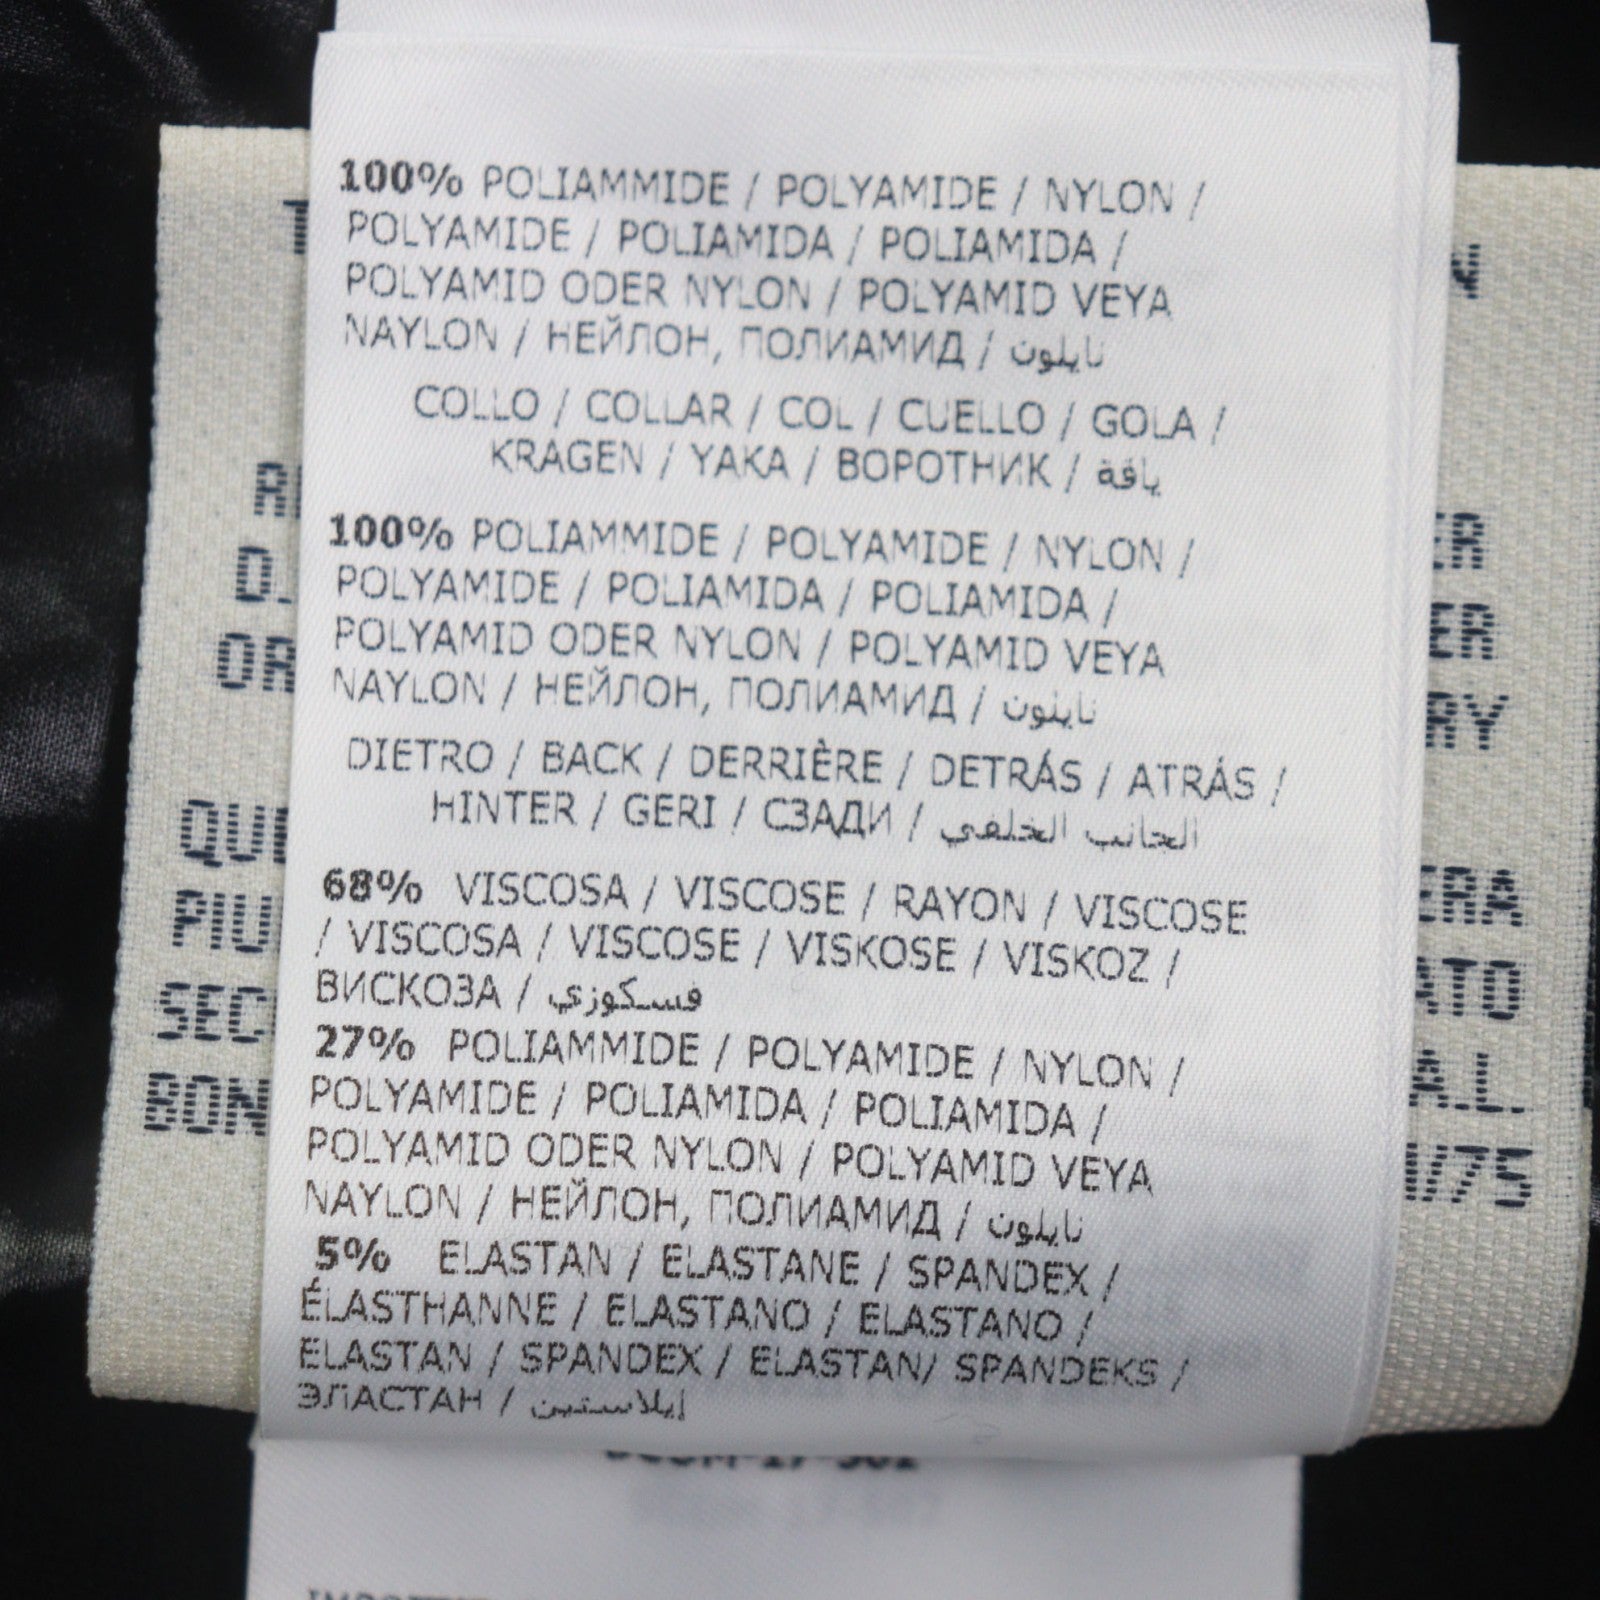 100% POLIAMMIDE / POLYAMIDE / NYLON /
POLYAMIDE / POLIAMIDA / POLIAMIDA /
POLYAMID ODER NYLON / POLYAMID VEYA
NAYLON / НЕЙЛОН, ПОЛИАМИД / نايلون
COLLO / COLLAR / COL / CUELLO / GOLA /
KRAGEN / YAKA / ВОРОТНИК / ياقة
100% POLIAMMIDE / POLYAMIDE / NYLON /
POLYAMIDE / POLIAMIDA / POLIAMIDA /
POLYAMID ODER NYLON / POLYAMID VEYA
NAYLON / НЕЙЛОН, ПОЛИАМИД / نايلون
DIETRO / BACK / DERRIÈRE / DETRÁS / ATRÁS /
HINTER / GERI / СЗАДИ / الجانب الخلفي
68% VISCOSA / VISCOSE / RAYON / VISCOSE
/ VISCOSA / VISCOSE / VISKOSE / VISKOZ /
ВИСКОЗА / فسكوزي
27% POLIAMMIDE / POLYAMIDE / NYLON /
POLYAMIDE / POLIAMIDA / POLIAMIDA /
POLYAMID ODER NYLON / POLYAMID VEYA
NAYLON / НЕЙЛОН, ПОЛИАМИД / نايلون
5% ELASTAN / ELASTANE / SPANDEX /
ÉLASTHANNE / ELASTANO / ELASTANO /
ELASTAN / SPANDEX / ELASTAN/ SPANDEKS /
ЭЛАСТАН / إيلاستين